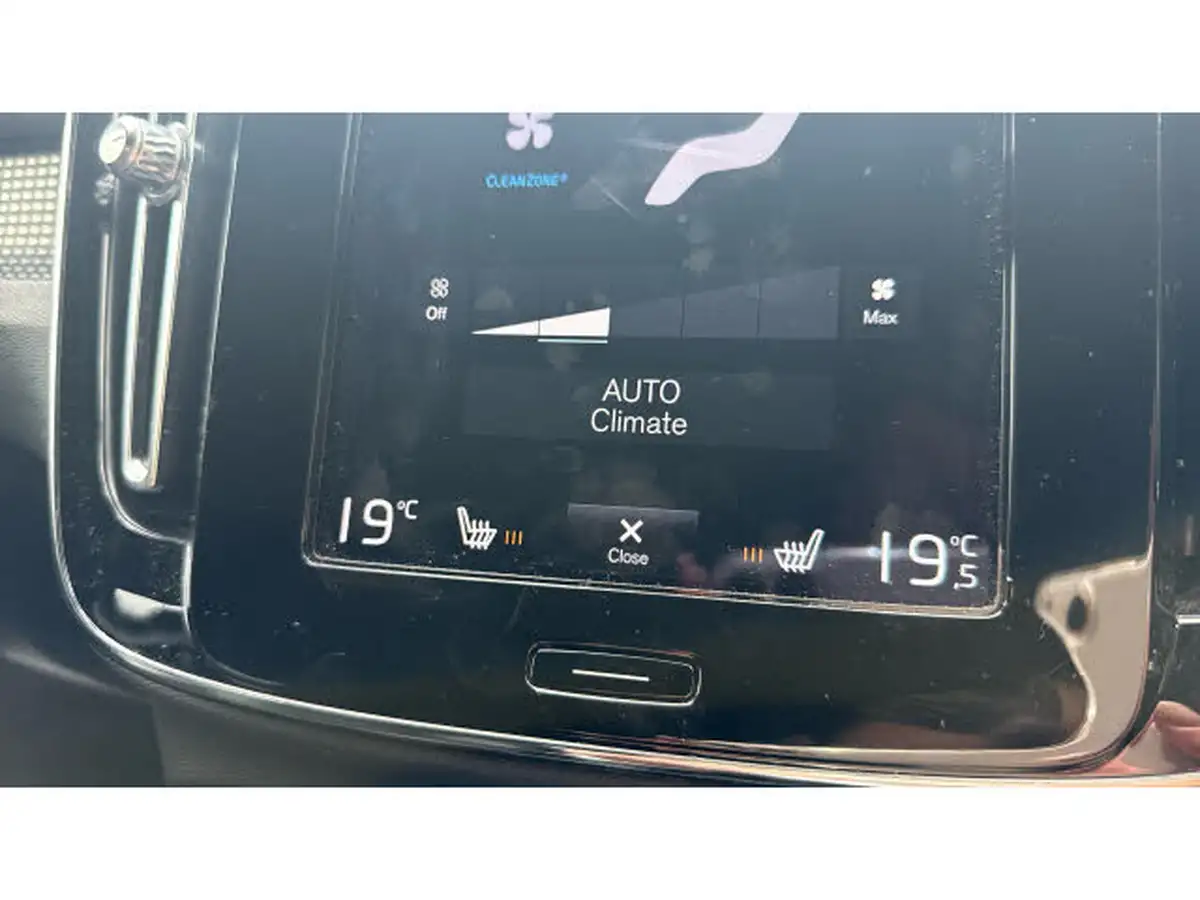 CLEANZONE®
Off
Max
AUTO
Climate
19°C
Close
19.5°C